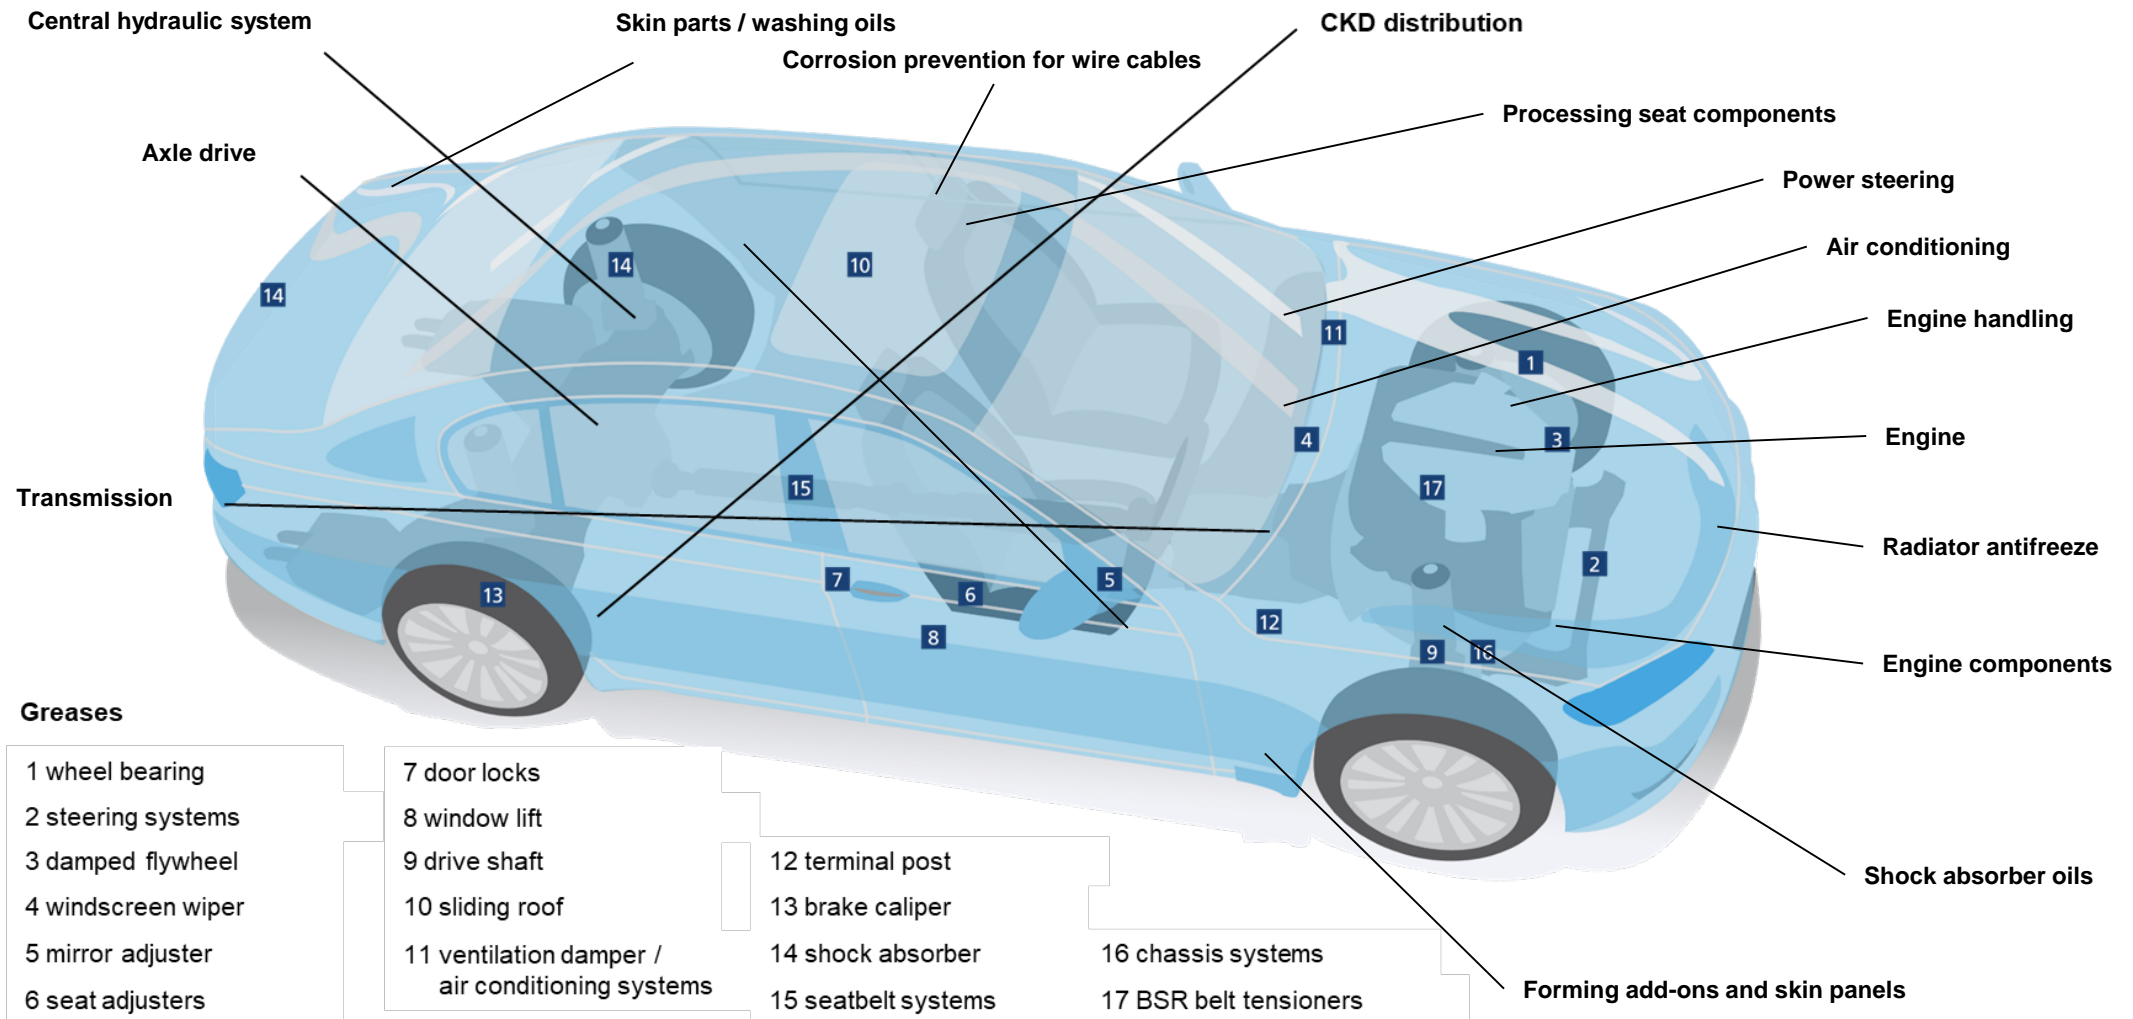 Central hydraulic system
Skin parts / washing oils
CKD distribution
Corrosion prevention for wire cables
Processing seat components
Axle drive
Power steering
Air conditioning
14
10
14
11
Engine handling
1
4
3
Engine
15
17
Transmission
Radiator antifreeze
2
7
5
13
6
12
8
9
16
Engine components
Greases
1 wheel bearing
2 steering systems
3 damped flywheel
4 windscreen wiper
5 mirror adjuster
6 seat adjusters
7 door locks
8 window lift
9 drive shaft
10 sliding roof
11 ventilation damper /
air conditioning systems
12 terminal post
13 brake caliper
14 shock absorber
15 seatbelt systems
16 chassis systems
17 BSR belt tensioners
Shock absorber oils
Forming add-ons and skin panels